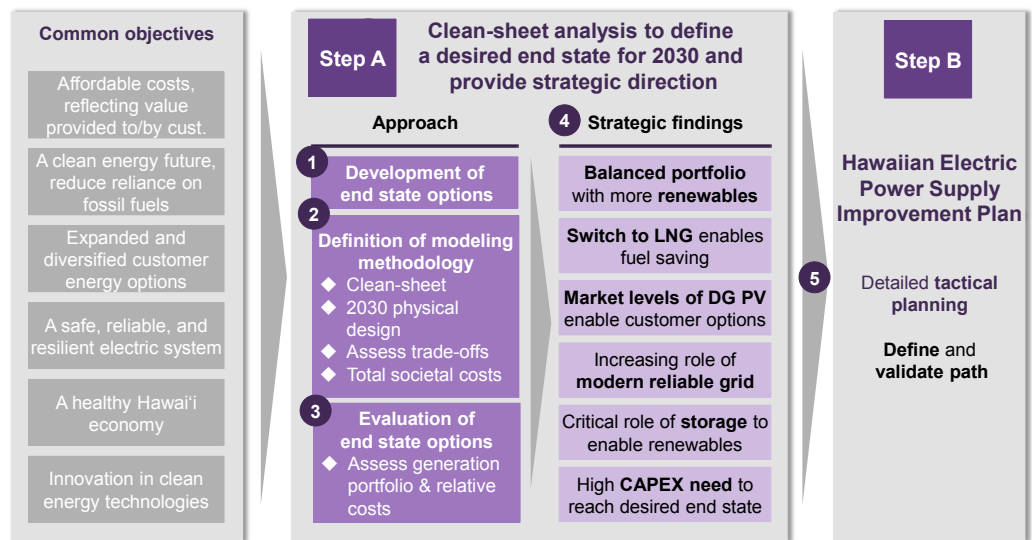 Common objectives
Affordable costs,
reflecting value
provided to/by cust.
A clean energy future,
reduce reliance on
fossil fuels
Expanded and
diversified customer
energy options
A safe, reliable, and
resilient electric system
A healthy Hawaiʻi
economy
Innovation in clean
energy technologies
Step A
Clean-sheet analysis to define
a desired end state for 2030 and
provide strategic direction
Approach
1
Development of
end state options
2
Definition of modeling
methodology
◆ Clean-sheet
◆ 2030 physical
design
◆ Assess trade-offs
◆ Total societal costs
3
Evaluation of
end state options
◆ Assess generation
portfolio & relative
costs
4
Strategic findings
Balanced portfolio
with more renewables
Switch to LNG enables
fuel saving
Market levels of DG PV
enable customer options
Increasing role of
modern reliable grid
Critical role of storage to
enable renewables
High CAPEX need to
reach desired end state
5
Step B
Hawaiian Electric
Power Supply
Improvement Plan
Detailed tactical
planning
Define and
validate path